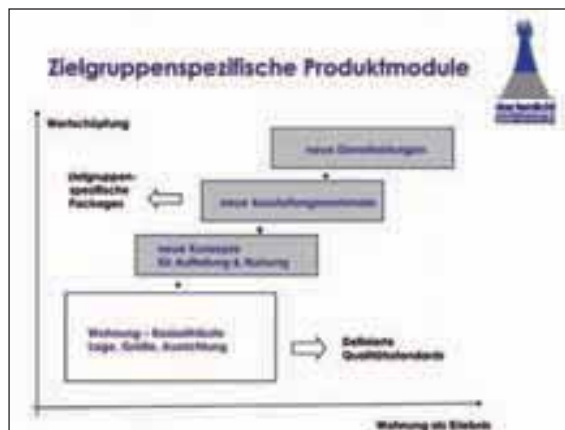 Zielgruppenspezifische Produktmodule
Wertschöpfung
neue Dienstleistungen
zielgruppen-
spezifische
Packages
neue Ausstattungsmerkmale
neue Konzepte
für Aufteilung & Nutzung
Wohnung -
Lage, Größe, Ausrichtung
Definierte
Qualitätsstandards
Wohnung als Erlebnis